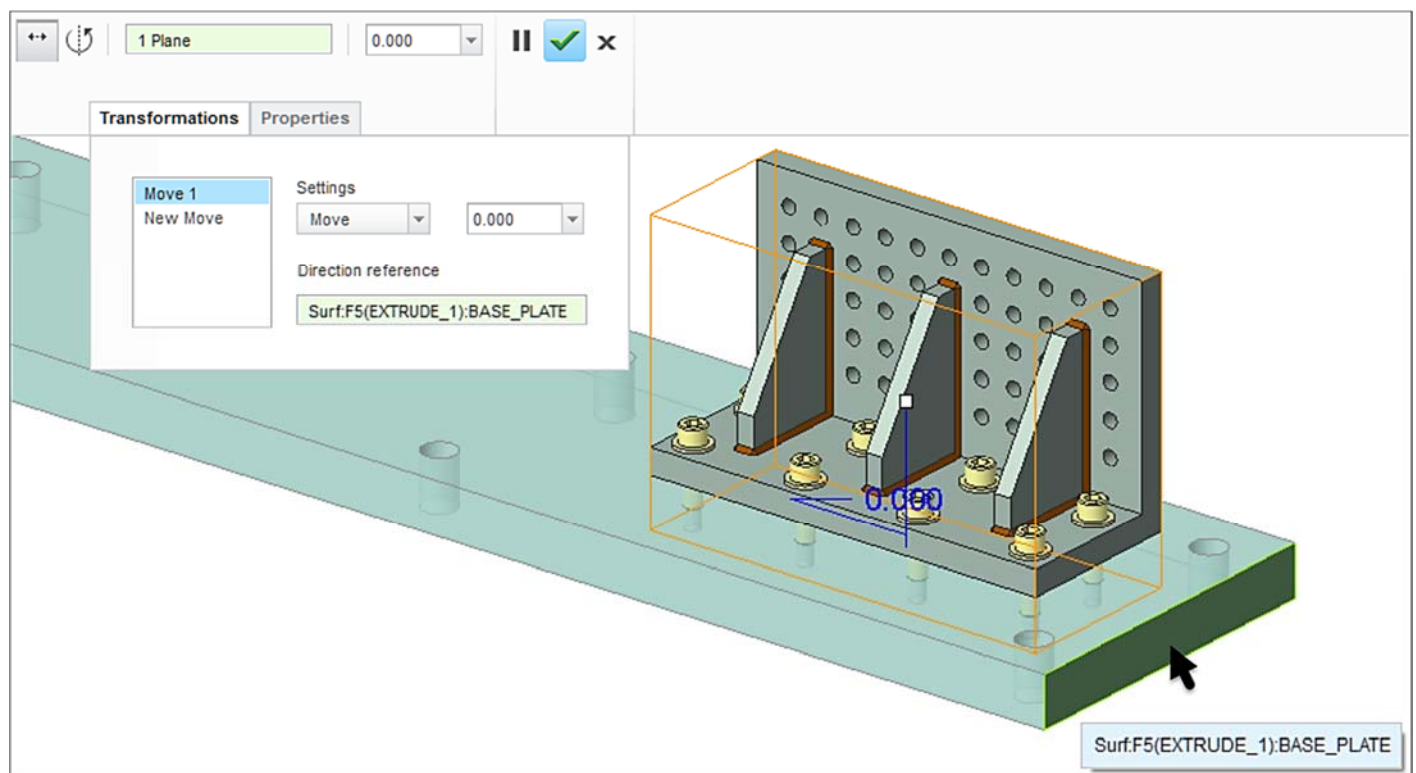 1 Plane
0.000
Transformations
Properties
Move 1
New Move
Settings
Move
0.000
Direction reference
Surf:F5(EXTRUDE_1):BASE_PLATE
0.000
Surf:F5(EXTRUDE_1):BASE_PLATE